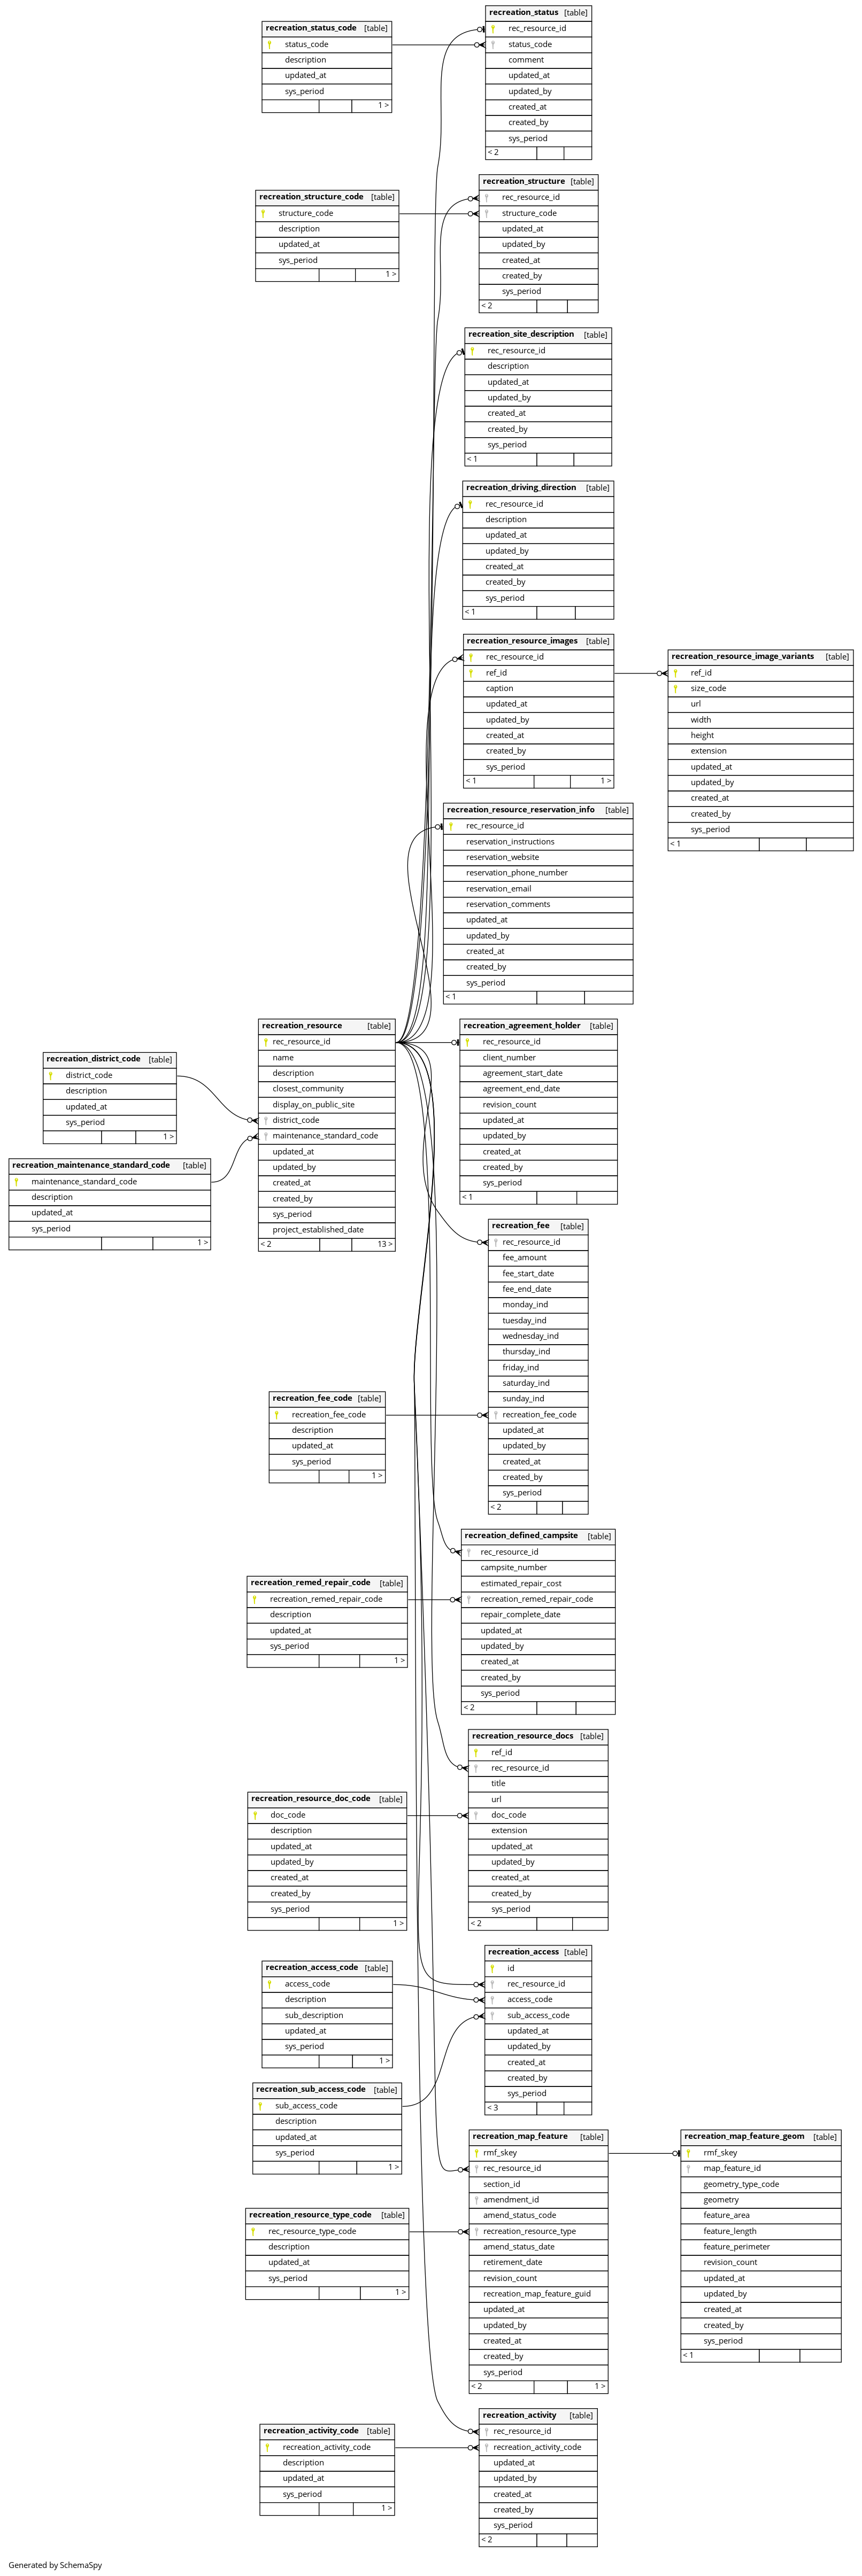 recreation_status [table]
rec_resource_id
status_code
comment
updated_at
updated_by
created_at
created_by
sys_period
< 2
recreation_status_code [table]
status_code
description
updated_at
sys_period
1 >
recreation_structure [table]
rec_resource_id
structure_code
updated_at
updated_by
created_at
created_by
sys_period
< 2
recreation_structure_code [table]
structure_code
description
updated_at
sys_period
1 >
recreation_site_description [table]
rec_resource_id
description
updated_at
updated_by
created_at
created_by
sys_period
< 1
recreation_driving_direction [table]
rec_resource_id
description
updated_at
updated_by
created_at
created_by
sys_period
< 1
recreation_resource_images [table]
rec_resource_id
ref_id
caption
updated_at
updated_by
created_at
created_by
sys_period
< 1 1 >
recreation_resource_image_variants [table]
ref_id
size_code
url
width
height
extension
updated_at
updated_by
created_at
created_by
sys_period
< 1
recreation_resource_reservation_info [table]
rec_resource_id
reservation_instructions
reservation_website
reservation_phone_number
reservation_email
reservation_comments
updated_at
updated_by
created_at
created_by
sys_period
< 1
recreation_resource [table]
rec_resource_id
name
description
closest_community
display_on_public_site
district_code
maintenance_standard_code
updated_at
updated_by
created_at
created_by
sys_period
project_established_date
< 2 13 >
recreation_agreement_holder [table]
rec_resource_id
client_number
agreement_start_date
agreement_end_date
revision_count
updated_at
updated_by
created_at
created_by
sys_period
< 1
recreation_district_code [table]
district_code
description
updated_at
sys_period
1 >
recreation_maintenance_standard_code [table]
maintenance_standard_code
description
updated_at
sys_period
1 >
recreation_fee [table]
rec_resource_id
fee_amount
fee_start_date
fee_end_date
monday_ind
tuesday_ind
wednesday_ind
thursday_ind
friday_ind
saturday_ind
sunday_ind
recreation_fee_code
updated_at
updated_by
created_at
created_by
sys_period
< 2
recreation_fee_code [table]
recreation_fee_code
description
updated_at
sys_period
1 >
recreation_defined_campsite [table]
rec_resource_id
campsite_number
estimated_repair_cost
recreation_remed_repair_code
repair_complete_date
updated_at
updated_by
created_at
created_by
sys_period
< 2
recreation_remed_repair_code [table]
recreation_remed_repair_code
description
updated_at
sys_period
1 >
recreation_resource_docs [table]
ref_id
rec_resource_id
title
url
doc_code
extension
updated_at
updated_by
created_at
created_by
sys_period
< 2
recreation_resource_doc_code [table]
doc_code
description
updated_at
updated_by
created_at
created_by
sys_period
1 >
recreation_access [table]
id
rec_resource_id
access_code
sub_access_code
updated_at
updated_by
created_at
created_by
sys_period
< 3
recreation_access_code [table]
access_code
description
sub_description
updated_at
sys_period
1 >
recreation_sub_access_code [table]
sub_access_code
description
updated_at
sys_period
1 >
recreation_map_feature [table]
rmf_skey
rec_resource_id
section_id
amendment_id
amend_status_code
recreation_resource_type
amend_status_date
retirement_date
revision_count
recreation_map_feature_guid
updated_at
updated_by
created_at
created_by
sys_period
< 2 1 >
recreation_map_feature_geom [table]
rmf_skey
map_feature_id
geometry_type_code
geometry
feature_area
feature_length
feature_perimeter
revision_count
updated_at
updated_by
created_at
created_by
sys_period
< 1
recreation_resource_type_code [table]
rec_resource_type_code
description
updated_at
sys_period
1 >
recreation_activity [table]
rec_resource_id
recreation_activity_code
updated_at
updated_by
created_at
created_by
sys_period
< 2
recreation_activity_code [table]
recreation_activity_code
description
updated_at
sys_period
1 >
Generated by SchemaSpy